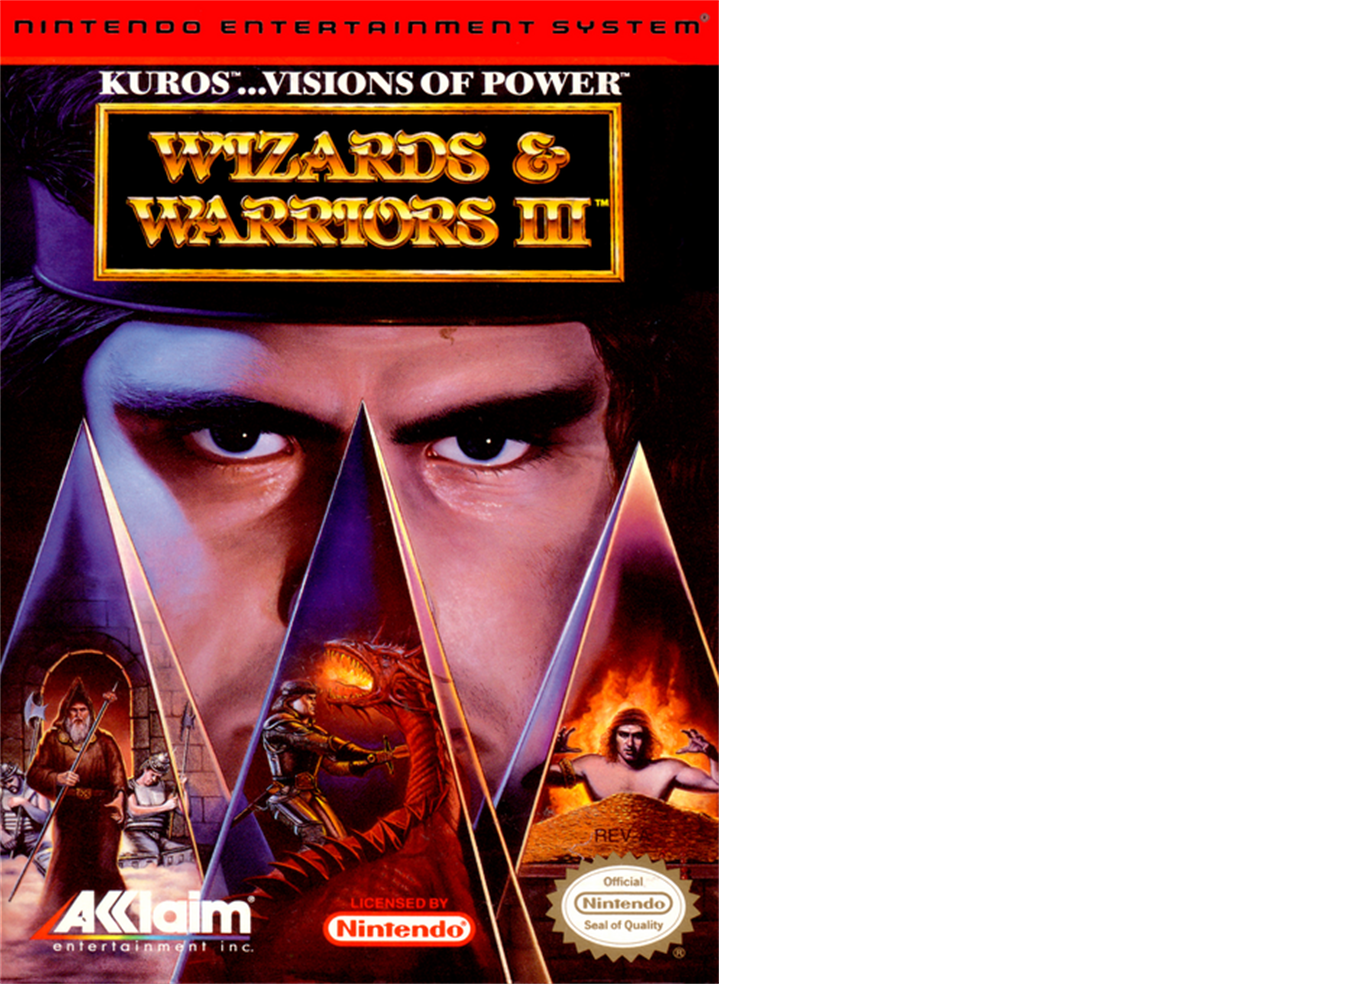 NINTENDO ENTERTAINMENT SYSTEM®
KUROS™...VISIONS OF POWER™
WIZARDS &
WARRIORS III™
REV-A
Official
Nintendo
Seal of Quality
®
AKKlaim®
entertainment inc.
LICENSED BY
Nintendo®